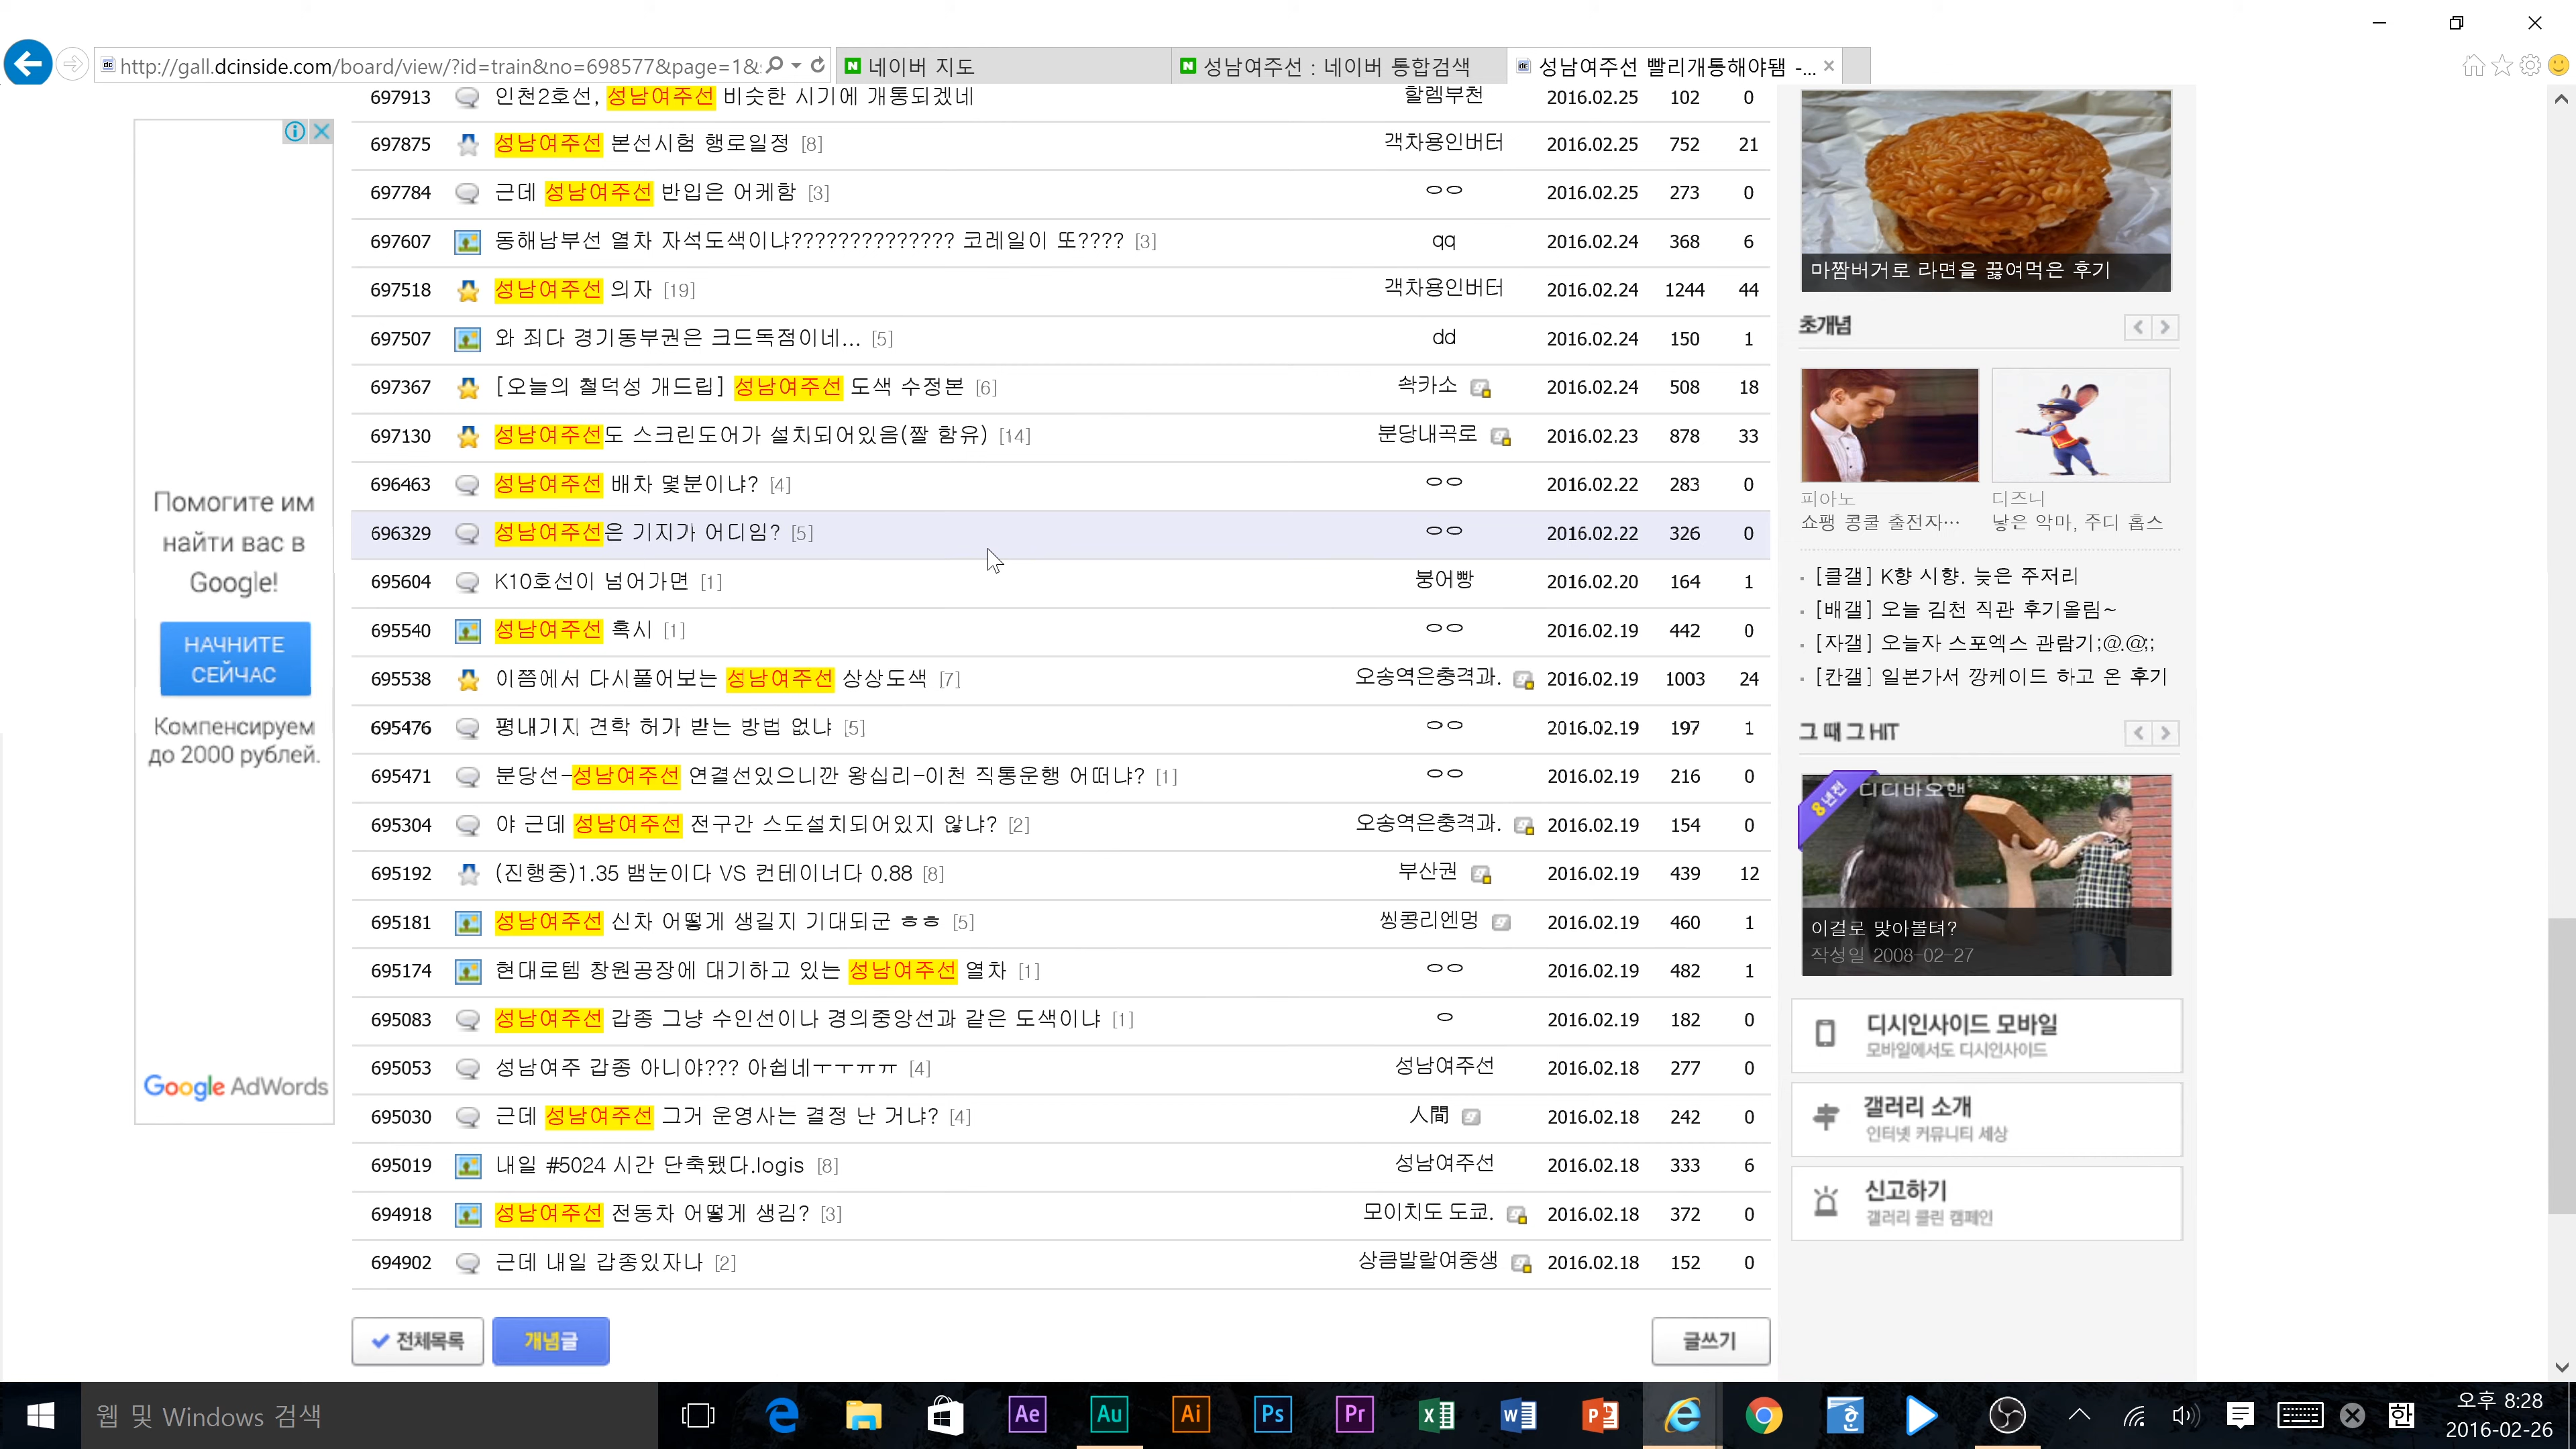 http://gall.dcinside.com/board/view/?id=train&no=698577&page=1&
네이버 지도
성남여주선 : 네이버 통합검색
성남여주선 빨리개통해야됌 -...
697913 인천2호선, 성남여주선 비슷한 시기에 개통되겠네 할렘부천 2016.02.25 102 0
697875 성남여주선 본선시험 행로일정 [8] 객차용인버터 2016.02.25 752 21
697784 근데 성남여주선 반입은 어케함 [3] ㅇㅇ 2016.02.25 273 0
697607 동해남부선 열차 자석도색이냐?????????????? 코레일이 또???? [3] qq 2016.02.24 368 6
697518 성남여주선 의자 [19] 객차용인버터 2016.02.24 1244 44
697507 와 죄다 경기동부권은 크드독점이네... [5] dd 2016.02.24 150 1
697367 [오늘의 철덕성 개드립] 성남여주선 도색 수정본 [6] 솩카소 2016.02.24 508 18
697130 성남여주선도 스크린도어가 설치되어있음(짤 함유) [14] 분당내곡로 2016.02.23 878 33
696463 성남여주선 배차 몇분이냐? [4] ㅇㅇ 2016.02.22 283 0
696329 성남여주선은 기지가 어디임? [5] ㅇㅇ 2016.02.22 326 0
695604 K10호선이 넘어가면 [1] 붕어빵 2016.02.20 164 1
695540 성남여주선 혹시 [1] ㅇㅇ 2016.02.19 442 0
695538 이쯤에서 다시풀어보는 성남여주선 상상도색 [7] 오송역은충격과. 2016.02.19 1003 24
695476 평내기지 견학 허가 받는 방법 없냐 [5] ㅇㅇ 2016.02.19 197 1
695471 분당선-성남여주선 연결선있으니깐 왕십리-이천 직통운행 어떠냐? [1] ㅇㅇ 2016.02.19 216 0
695304 야 근데 성남여주선 전구간 스도설치되어있지 않냐? [2] 오송역은충격과. 2016.02.19 154 0
695192 (진행중)1.35 뱀눈이다 VS 컨테이너다 0.88 [8] 부산권 2016.02.19 439 12
695181 성남여주선 신차 어떻게 생길지 기대되군 ㅎㅎ [5] 씽콩리엔멍 2016.02.19 460 1
695174 현대로템 창원공장에 대기하고 있는 성남여주선 열차 [1] ㅇㅇ 2016.02.19 482 1
695083 성남여주선 갑종 그냥 수인선이나 경의중앙선과 같은 도색이냐 [1] ㅇ 2016.02.19 182 0
695053 성남여주 갑종 아니야??? 아쉽네ㅜㅜㅠㅠ [4] 성남여주선 2016.02.18 277 0
695030 근데 성남여주선 그거 운영사는 결정 난 거냐? [4] 人間 2016.02.18 242 0
695019 내일 #5024 시간 단축됐다.logis [8] 성남여주선 2016.02.18 333 6
694918 성남여주선 전동차 어떻게 생김? [3] 모이치도 도쿄. 2016.02.18 372 0
694902 근데 내일 갑종있자나 [2] 상큼발랄여중생 2016.02.18 152 0
전체목록
개념글
글쓰기
Помогите им
найти вас в
Google!
НАЧНИТЕ
СЕЙЧАС
Компенсируем
до 2000 рублей.
Google AdWords
마짬버거로 라면을 끓여먹은 후기
초개념
피아노
쇼팽 콩쿨 출전자…
디즈니
낳은 악마, 주디 홉스
[클갤] K향 시향. 늦은 주저리
[배갤] 오늘 김천 직관 후기올림~
[자갤] 오늘자 스포엑스 관람기;@.@;;
[칸갤] 일본가서 깡케이드 하고 온 후기
그 때 그 HIT
8년전
디디바오맨
이걸로 맞아볼텨?
작성일 2008-02-27
디시인사이드 모바일
모바일에서도 디시인사이드
갤러리 소개
인터넷 커뮤니티 세상
신고하기
갤러리 클린 캠페인
웹 및 Windows 검색
Ae
Au
Ai
Ps
Pr
한
오후 8:28
2016-02-26